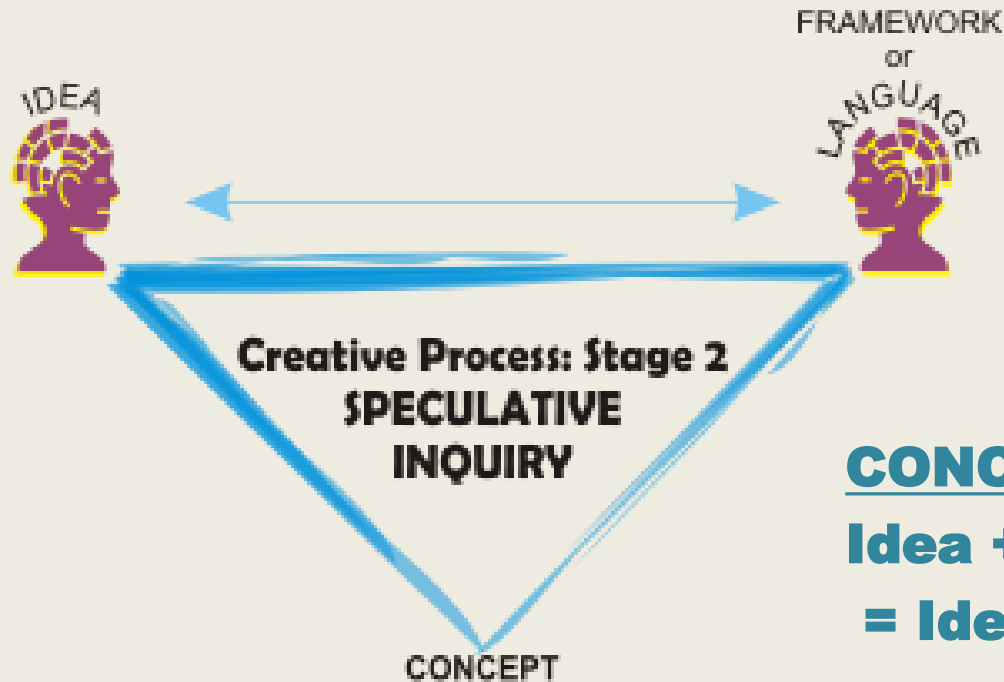 FRAMEWORK
or
LANGUAGE
IDEA
Creative Process: Stage 2
SPECULATIVE
INQUIRY
CONC
Idea +
= Ide
CONCEPT